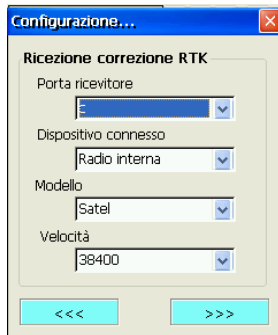 Configurazione...
Ricezione correzione RTK
Porta ricevitore
c
Dispositivo connesso
Radio interna
Modello
Satel
Velocità
38400
<<<
>>>